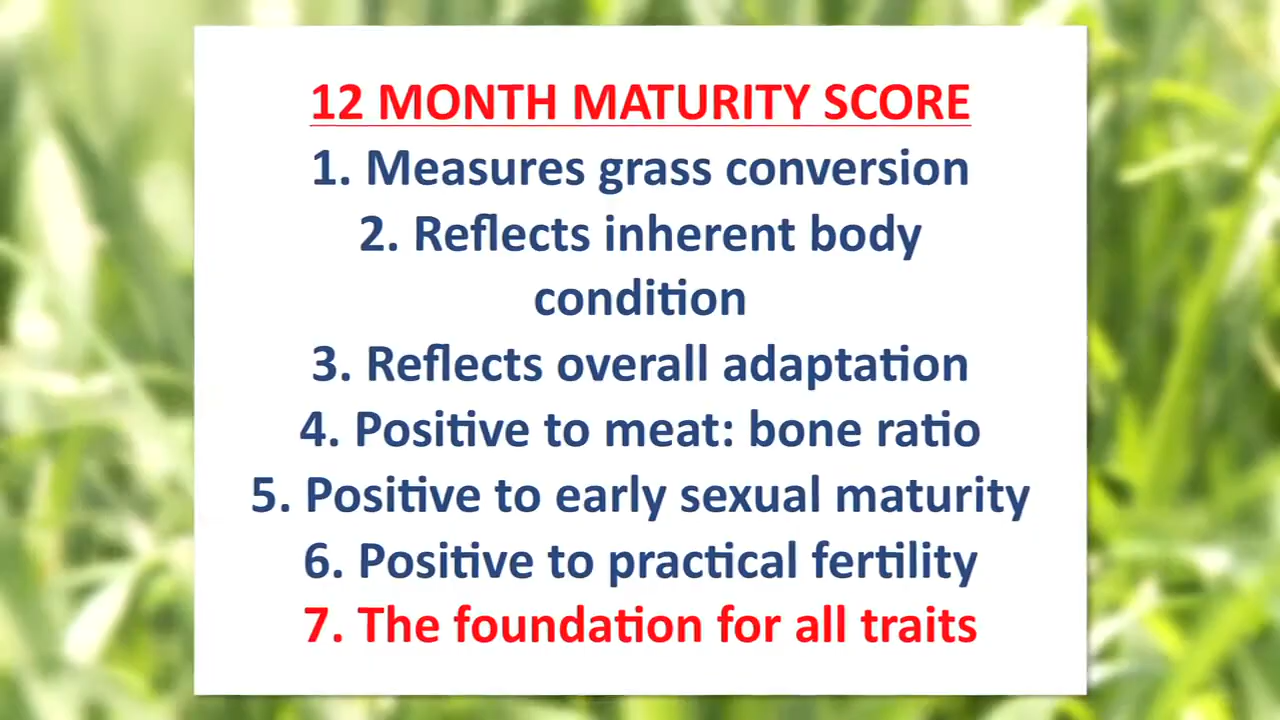 12 MONTH MATURITY SCORE
1. Measures grass conversion
2. Reflects inherent body
condition
3. Reflects overall adaptation
4. Positive to meat: bone ratio
5. Positive to early sexual maturity
6. Positive to practical fertility
7. The foundation for all traits